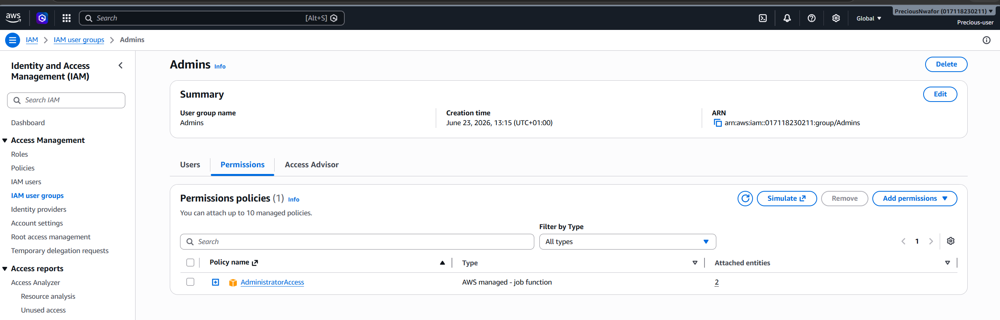 aws
Search
[Alt+S]
Global
PreciousNwafor (017118230211)
Precious-user
IAM
IAM user groups
Admins
Identity and Access
Management (IAM)
Search IAM
Dashboard
Access Management
Roles
Policies
IAM users
IAM user groups
Identity providers
Account settings
Root access management
Temporary delegation requests
Access reports
Access Analyzer
Resource analysis
Unused access
Admins Info
Delete
Summary
Edit
User group name
Admins
Creation time
June 23, 2026, 13:15 (UTC+01:00)
ARN
arn:aws:iam::017118230211:group/Admins
Users
Permissions
Access Advisor
Permissions policies (1) Info
You can attach up to 10 managed policies.
Simulate
Remove
Add permissions
Filter by Type
Search
All types
1
Policy name
Type
Attached entities
AdministratorAccess
AWS managed - job function
2